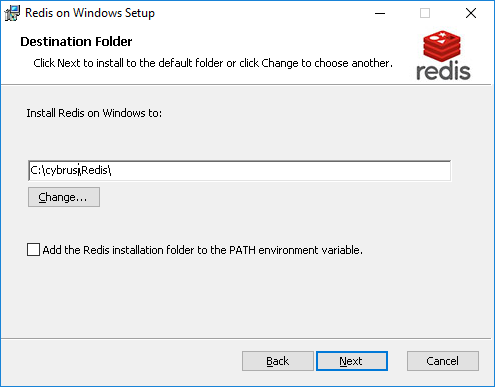 Redis on Windows Setup
Destination Folder
Click Next to install to the default folder or click Change to choose another.
redis
Install Redis on Windows to:
C:\cybrus\Redis\
Change...
Add the Redis installation folder to the PATH environment variable.
Back Next Cancel